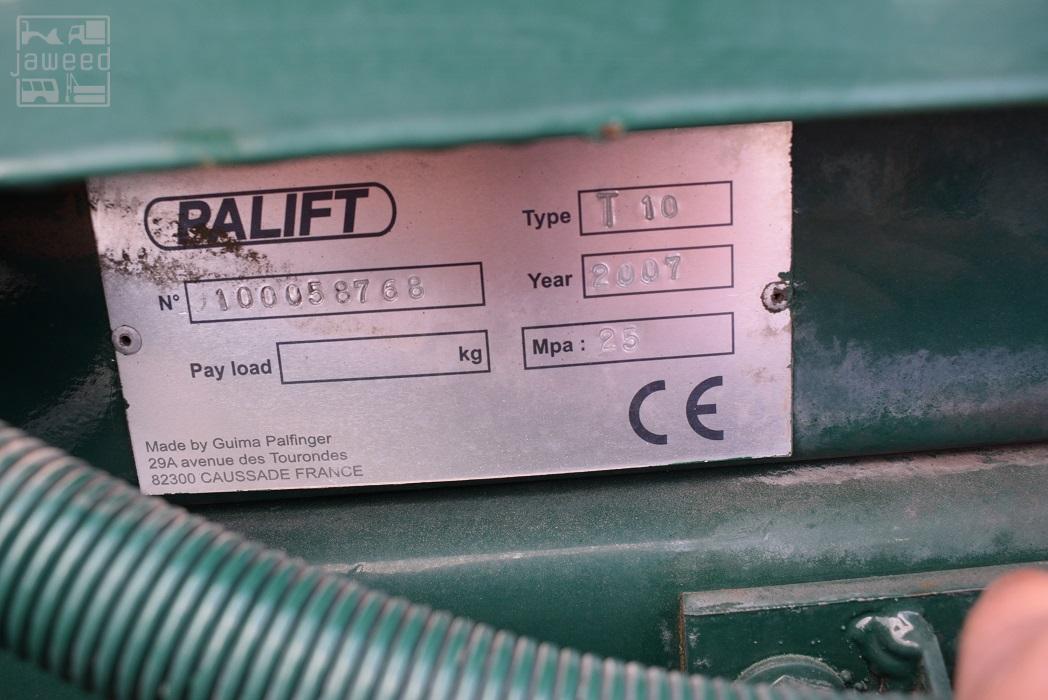 jaweed
PALIFT
Type T 10
N° 100058768
Year 2007
Pay load kg
Mpa : 25
CE
Made by Guima Palfinger
29A avenue des Tourondes
82300 CAUSSADE FRANCE